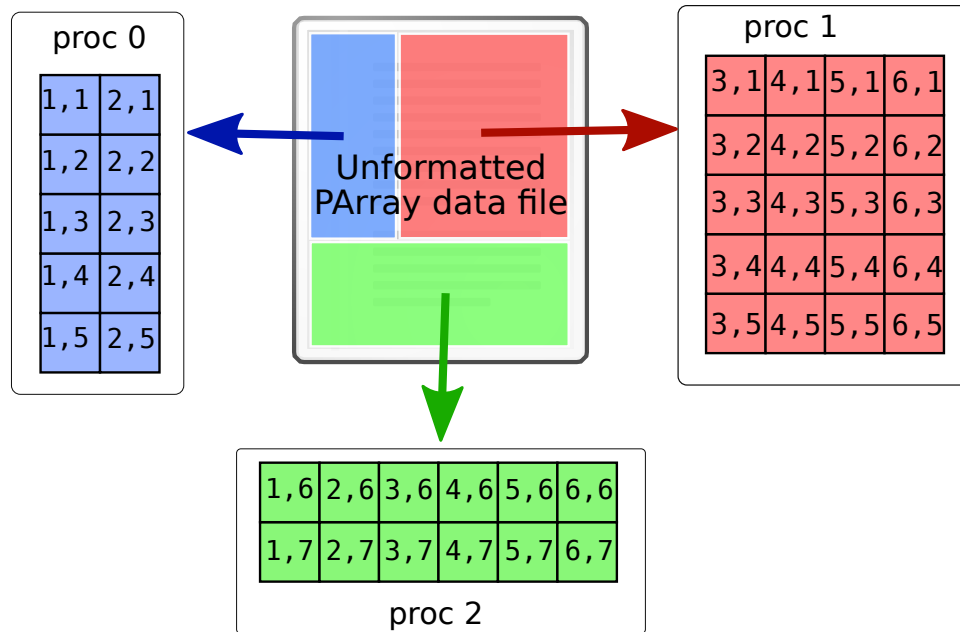 proc 0
1,1 2,1
1,2 2,2
1,3 2,3
1,4 2,4
1,5 2,5
Unformatted
PArray data file
proc 1
3,1 4,1 5,1 6,1
3,2 4,2 5,2 6,2
3,3 4,3 5,3 6,3
3,4 4,4 5,4 6,4
3,5 4,5 5,5 6,5
1,6 2,6 3,6 4,6 5,6 6,6
1,7 2,7 3,7 4,7 5,7 6,7
proc 2